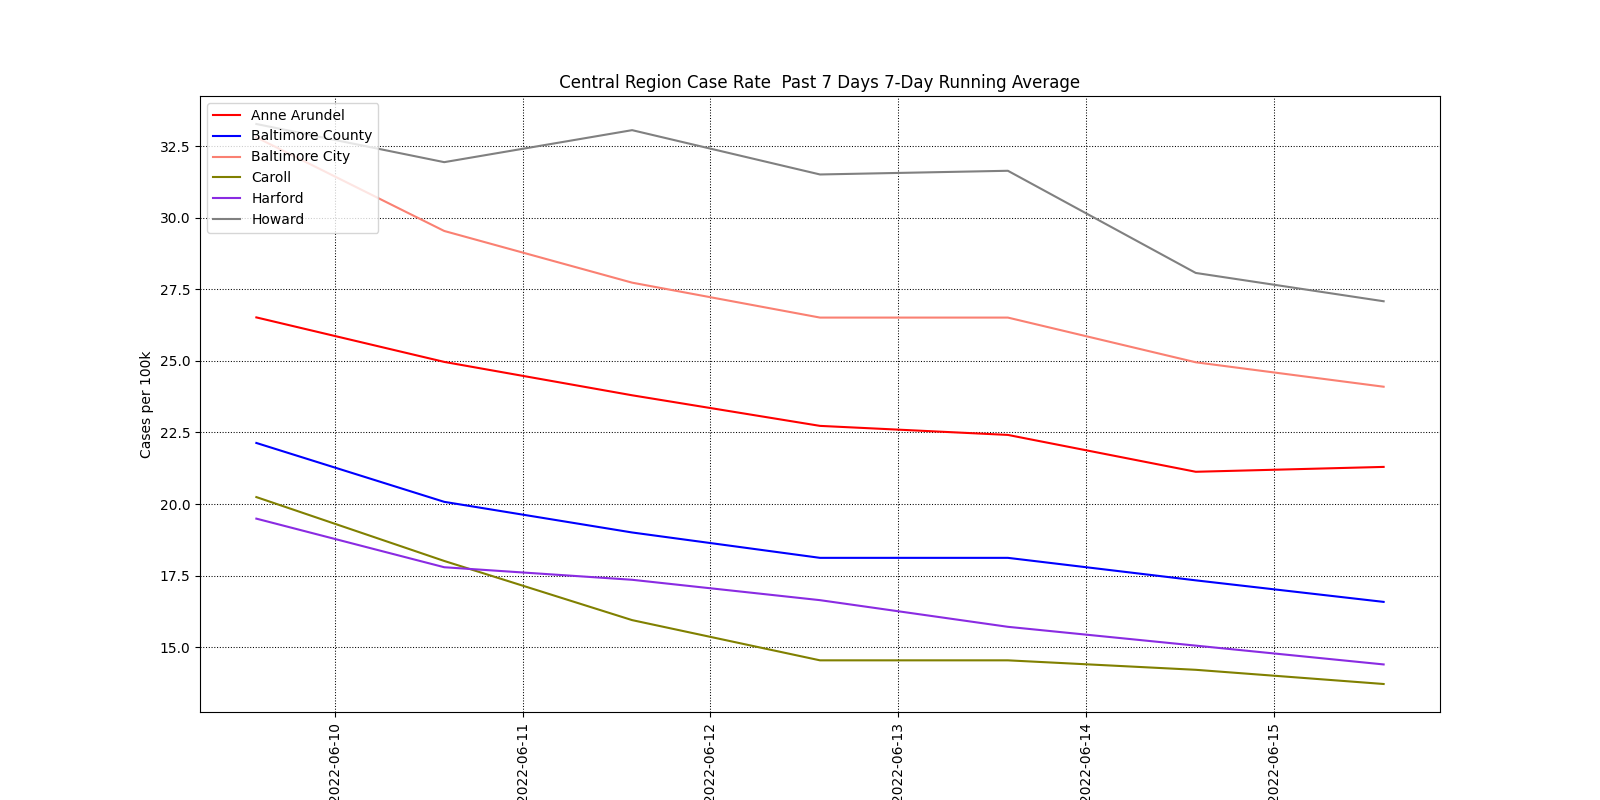 Central Region Case Rate  Past 7 Days 7-Day Running Average
Anne Arundel
Baltimore County
Baltimore City
Caroll
Harford
Howard
Cases per 100k
32.5
30.0
27.5
25.0
22.5
20.0
17.5
15.0
2022-06-10
2022-06-11
2022-06-12
2022-06-13
2022-06-14
2022-06-15